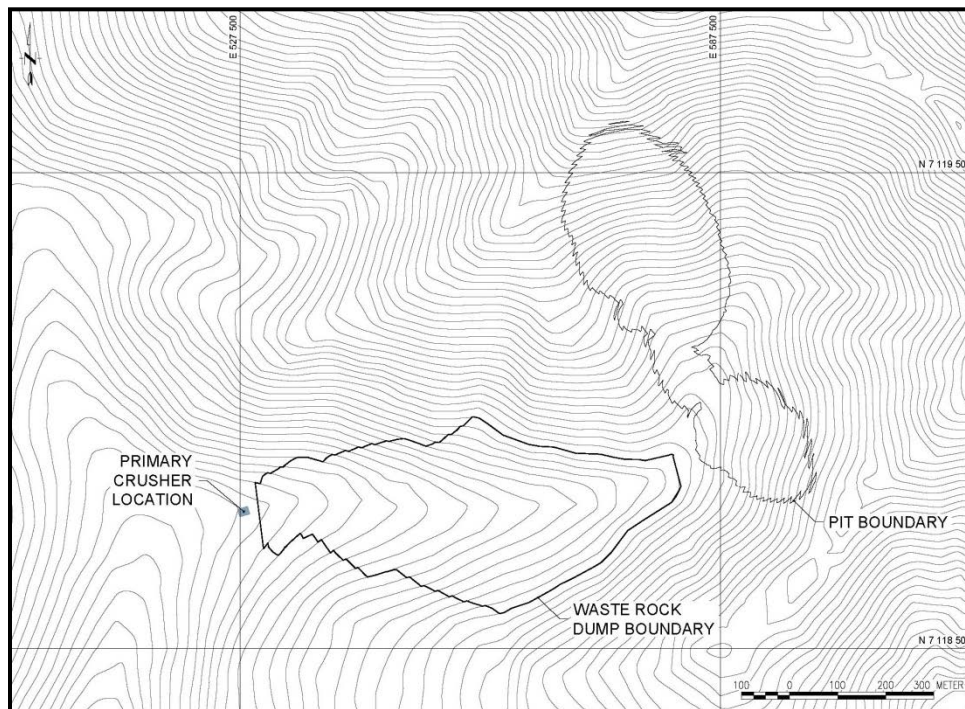 E 527 500
E 587 500
N 7 119 50
PRIMARY
CRUSHER
LOCATION
PIT BOUNDARY
WASTE ROCK
DUMP BOUNDARY
N 7 118 50
100 0 100 200 300 METER